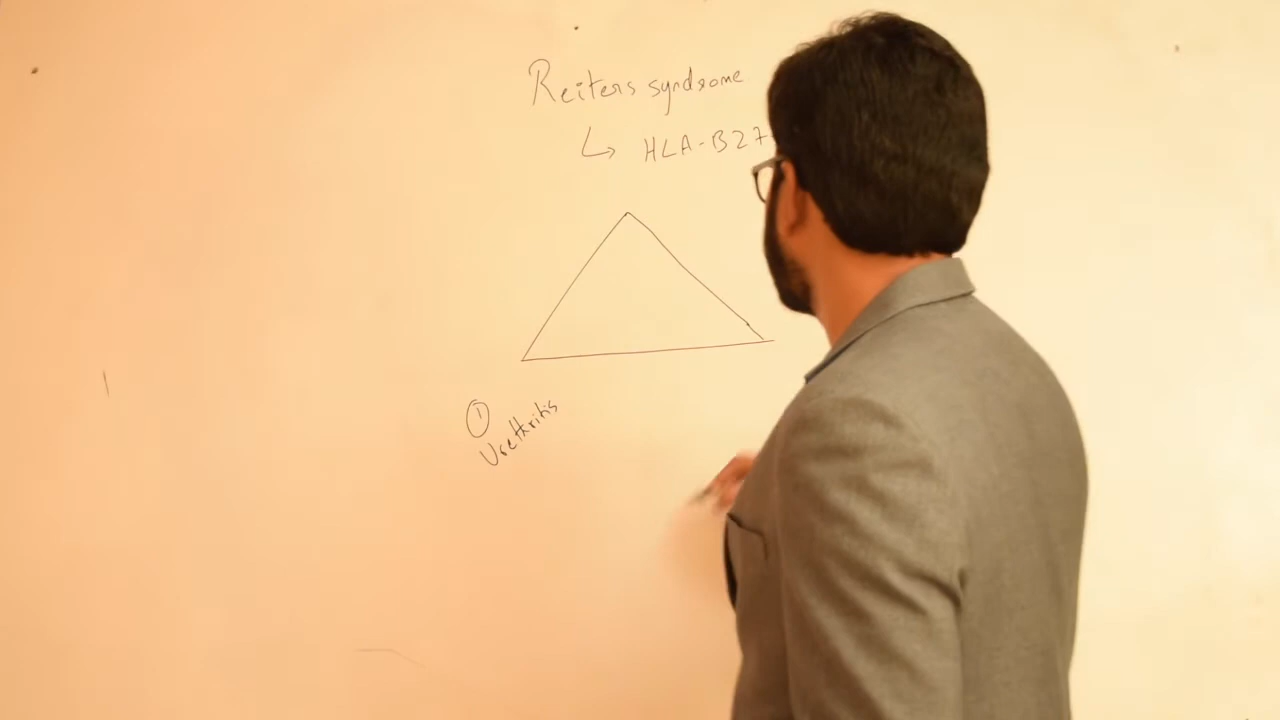 Reiters syndrome
↳ HLA-B27
①
Urethritis